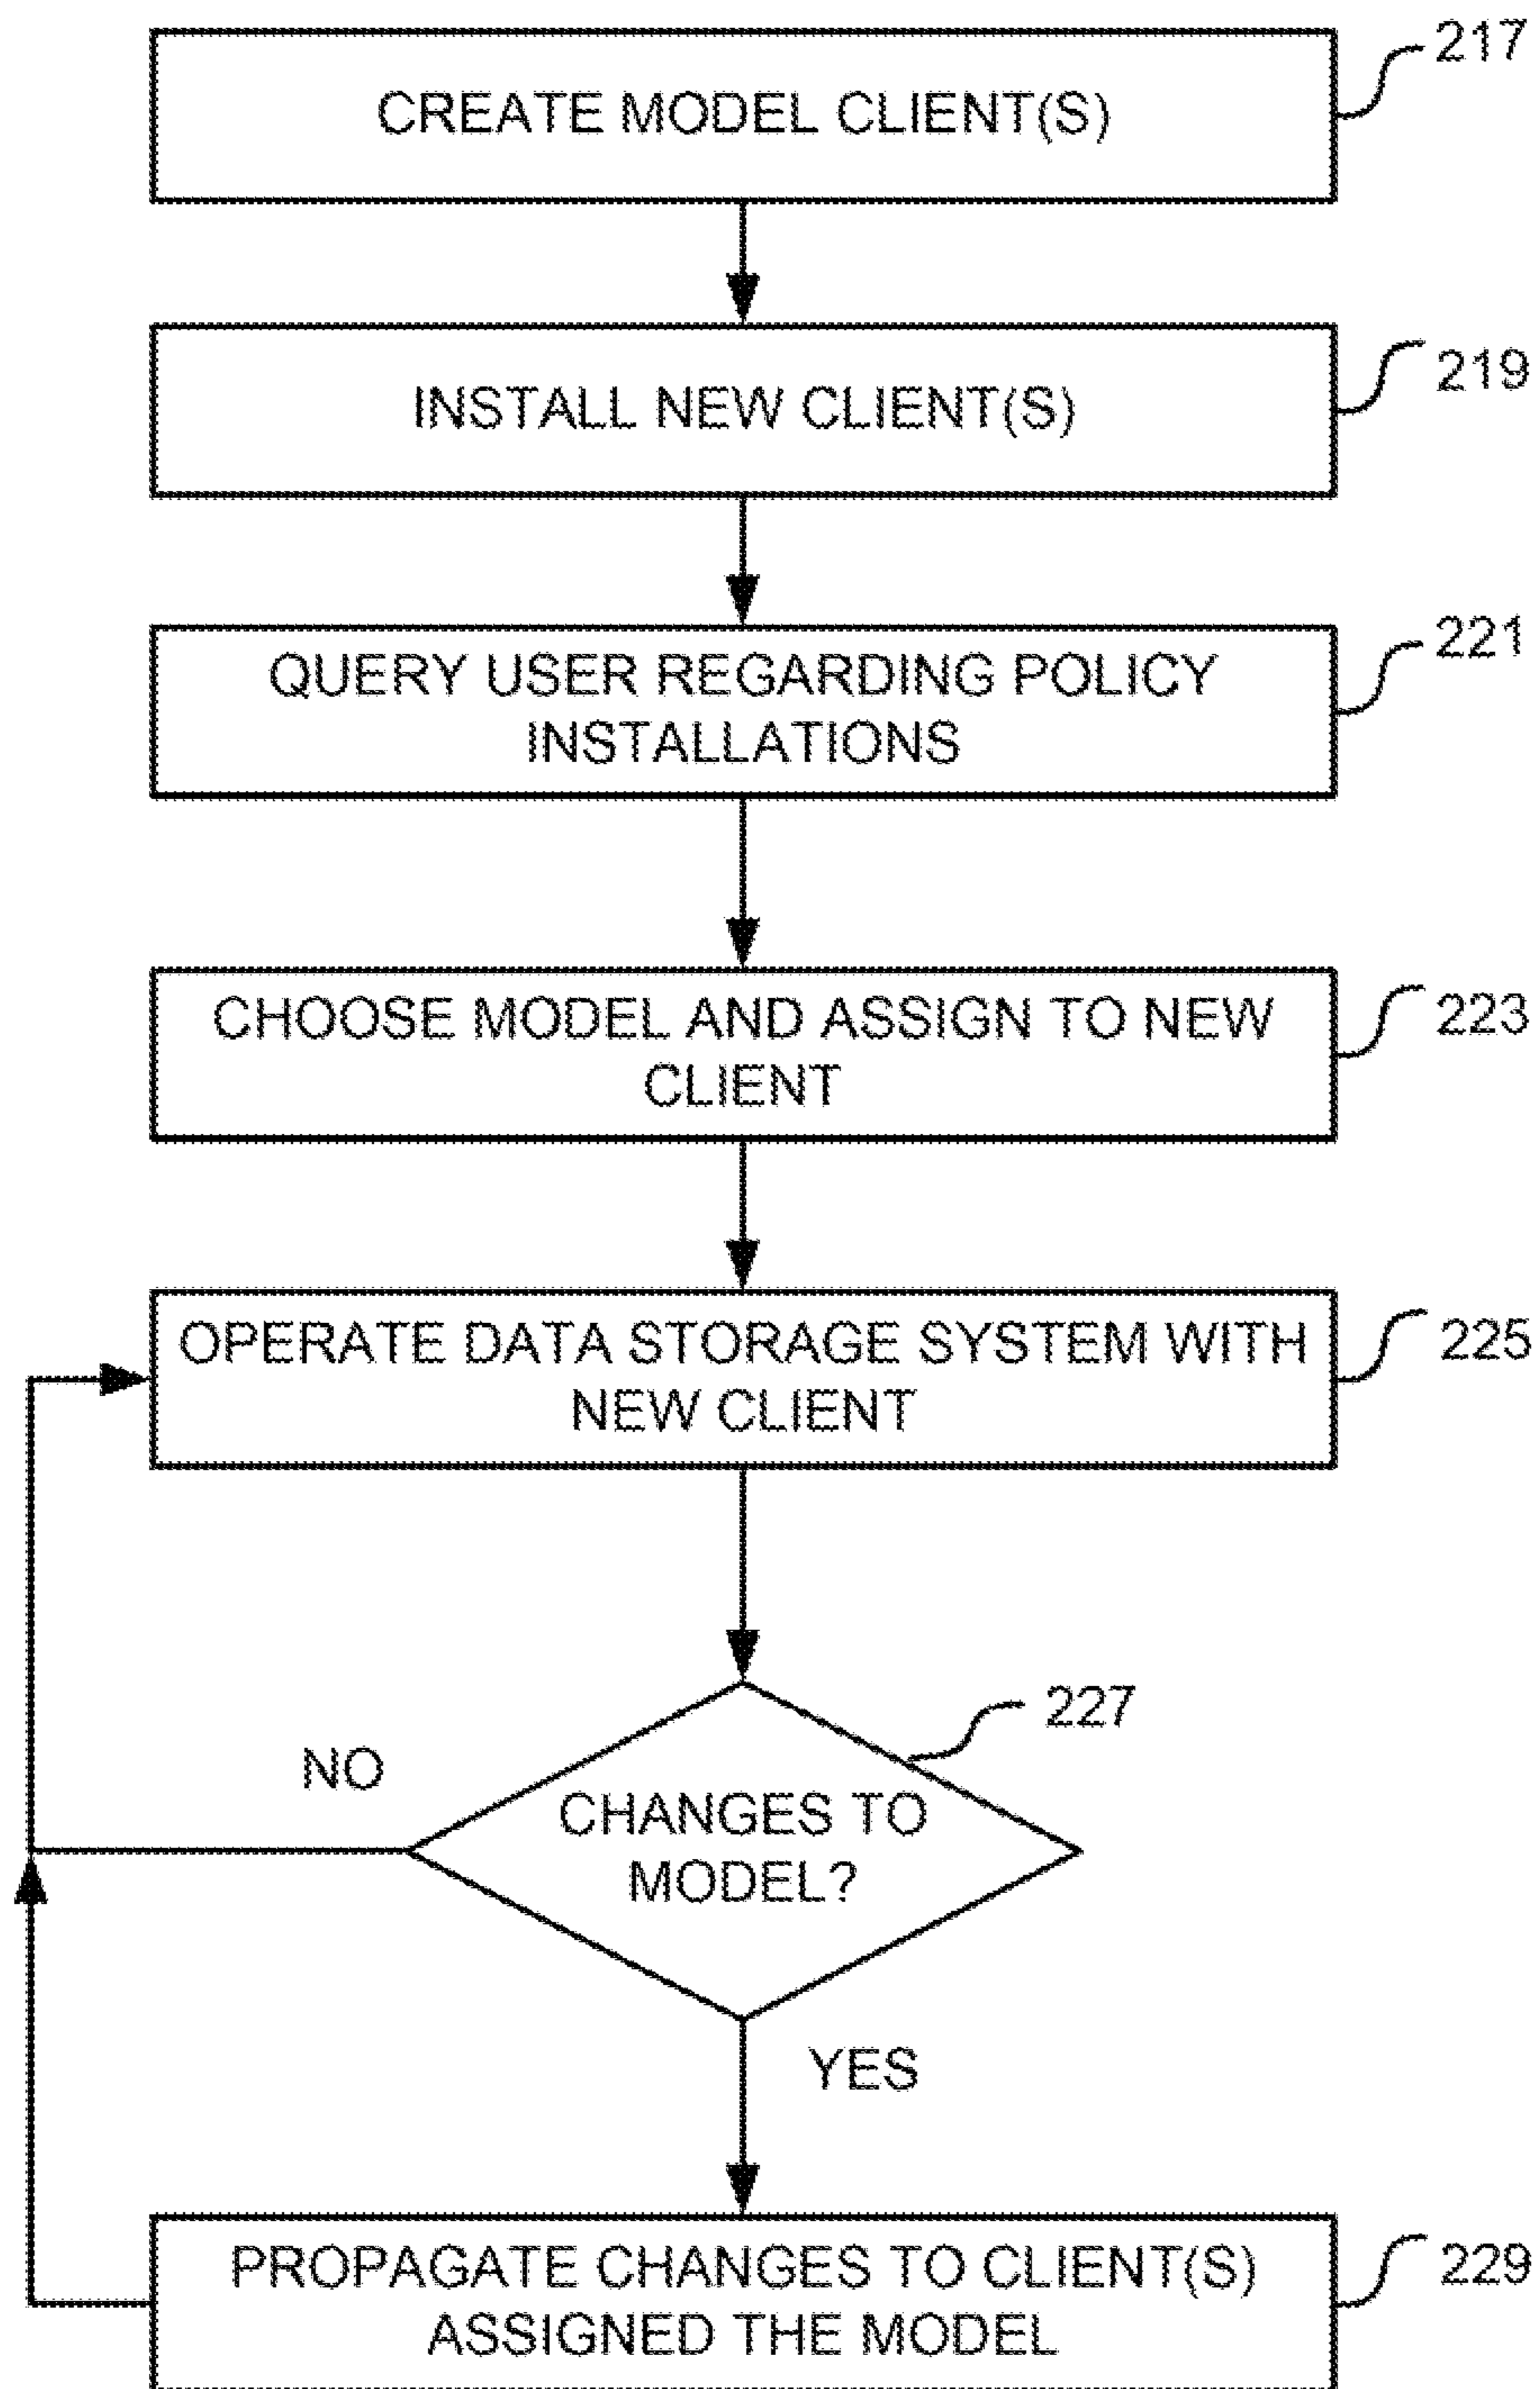 217
CREATE MODEL CLIENT(S)
219
INSTALL NEW CLIENT(S)
221
QUERY USER REGARDING POLICY
INSTALLATIONS
223
CHOOSE MODEL AND ASSIGN TO NEW
CLIENT
225
OPERATE DATA STORAGE SYSTEM WITH
NEW CLIENT
227
NO
CHANGES TO
MODEL?
YES
229
PROPAGATE CHANGES TO CLIENT(S)
ASSIGNED THE MODEL